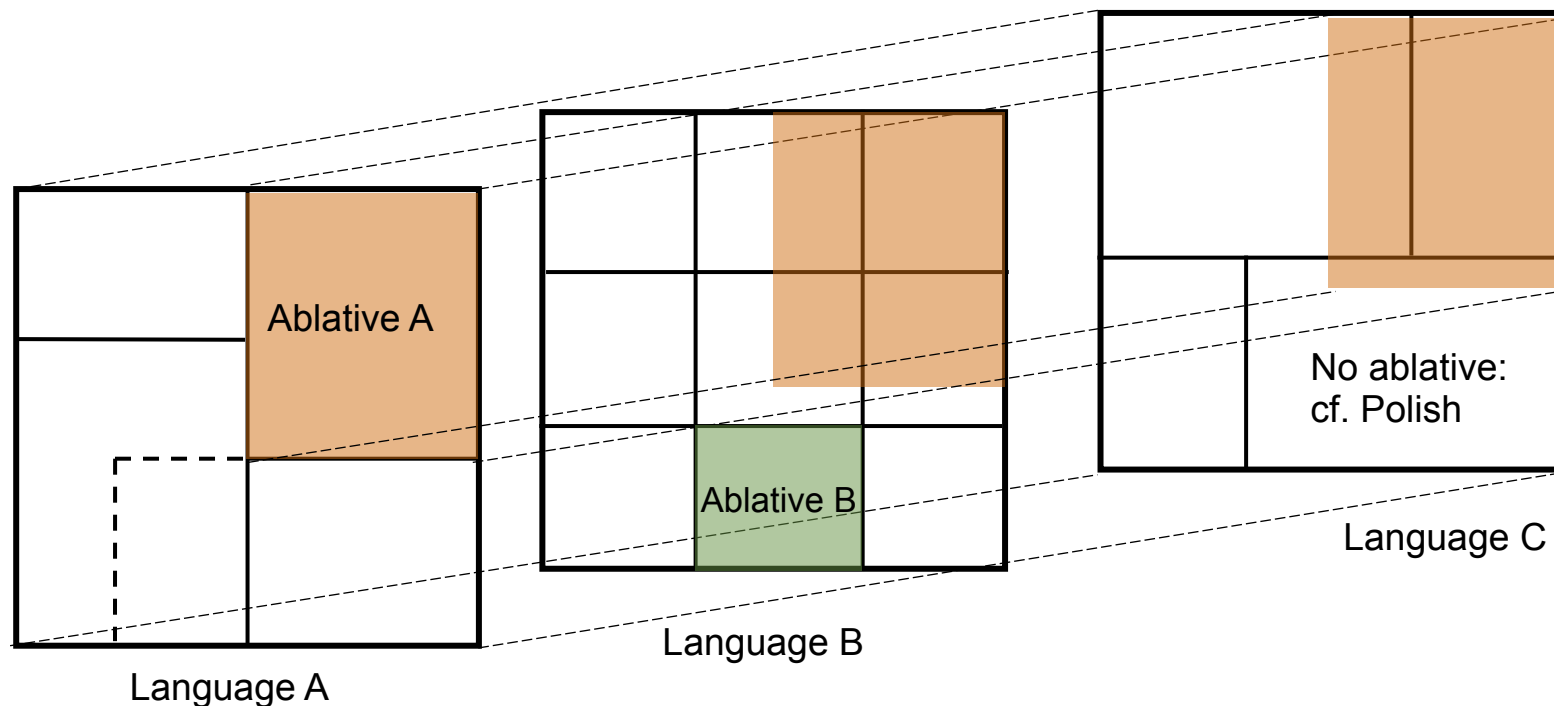 Ablative A
Language A
Ablative B
Language B
No ablative:
cf. Polish
Language C